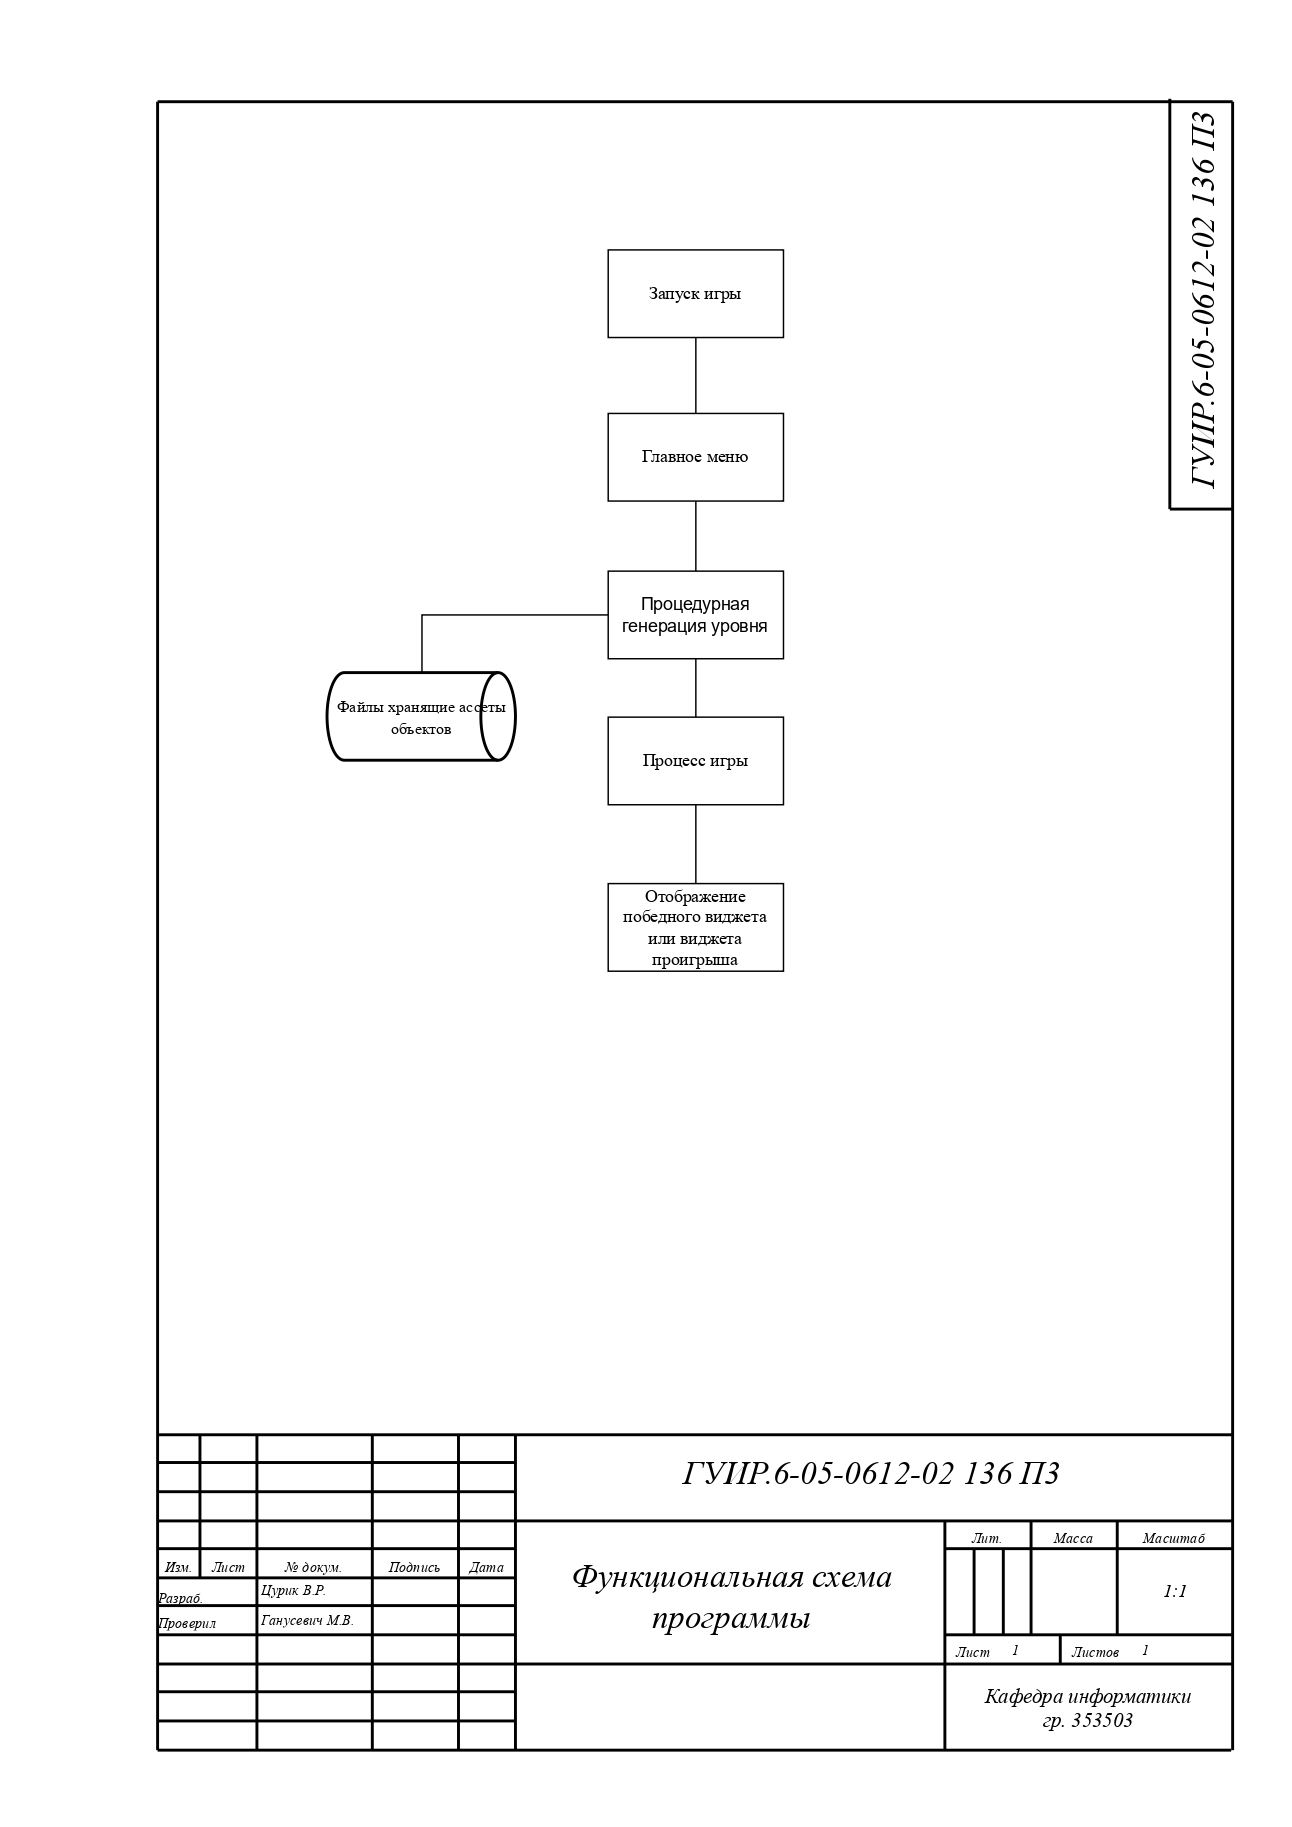 ГУИР.6-05-0612-02 136 ПЗ
Запуск игры
Главное меню
Процедурная
генерация уровня
Файлы хранящие ассеты
объектов
Процесс игры
Отображение
победного виджета
или виджета
проигрыша
ГУИР.6-05-0612-02 136 ПЗ
Изм. Лист № докум. Подпись Дата
Разраб. Цурик В.Р.
Проверил Ганусевич М.В.
Функциональная схема
программы
Лит. Масса Масштаб
1:1
Лист 1 Листов 1
Кафедра информатики
гр. 353503